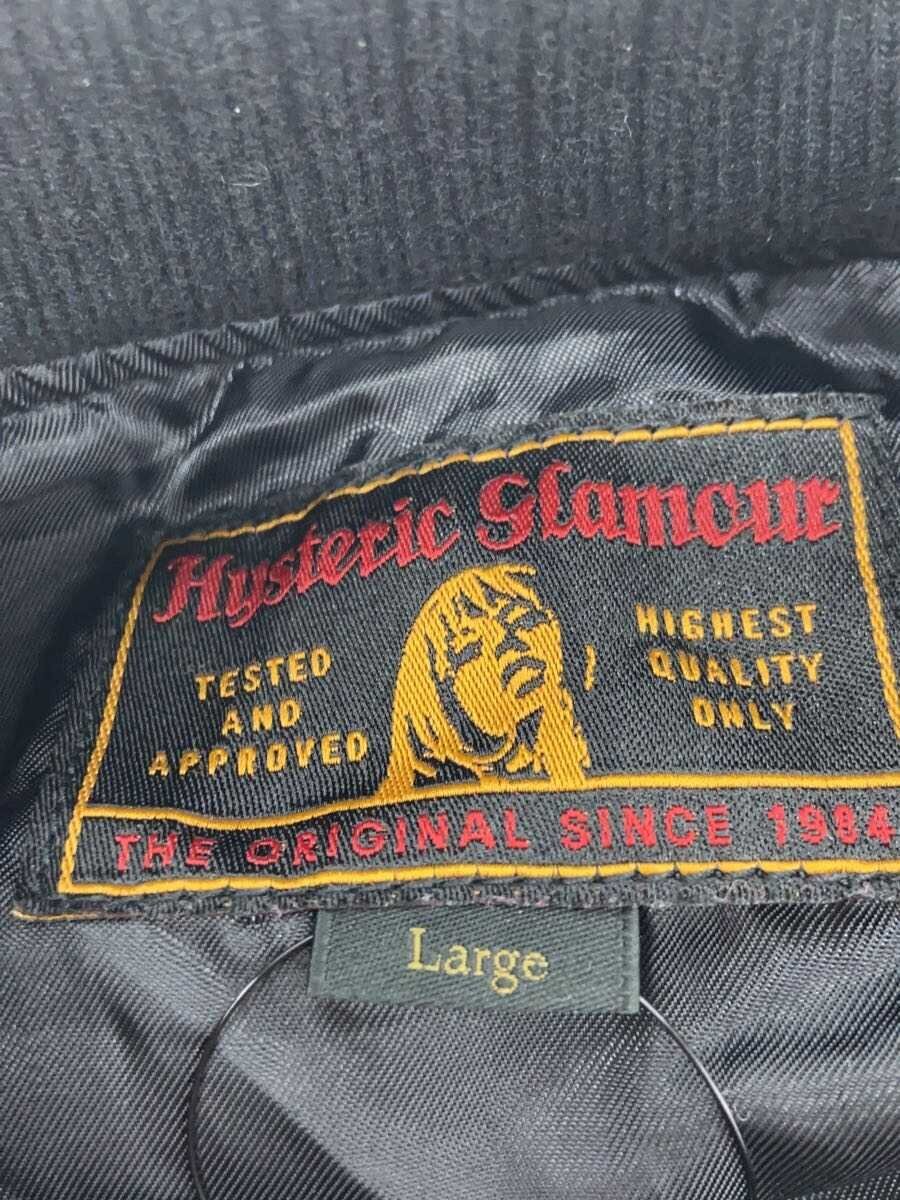 Hysteric Glamour
TESTED
AND
APPROVED
HIGHEST
QUALITY
ONLY
THE ORIGINAL SINCE 1984
Large